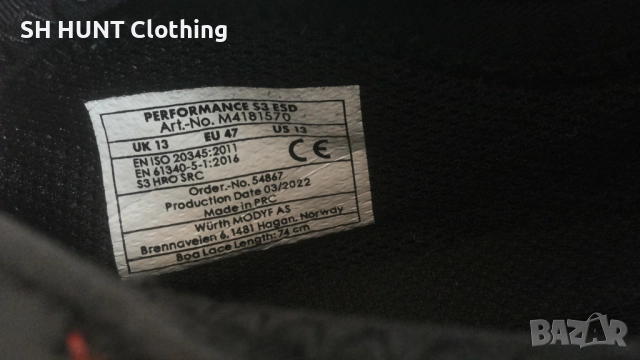 SH HUNT Clothing
PERFORMANCE S3 ESD
Art.-No. M4181570
UK 13 EU 47 US 13
EN ISO 20345:2011
EN 61340-5-1:2016
S3 HRO SRC
CE
Order.-No. 54867
Production Date 03/2022
Made in PRC
Würth MODYF AS
Brennaveien 6, 1481 Hagan, Norway
Boa Lace Length: 74 cm
BAZAR